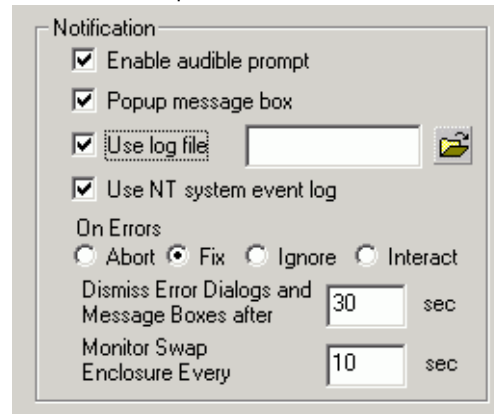 Notification
Enable audible prompt
Popup message box
Use log file
Use NT system event log
On Errors
Abort Fix Ignore Interact
Dismiss Error Dialogs and
Message Boxes after 30 sec
Monitor Swap
Enclosure Every 10 sec